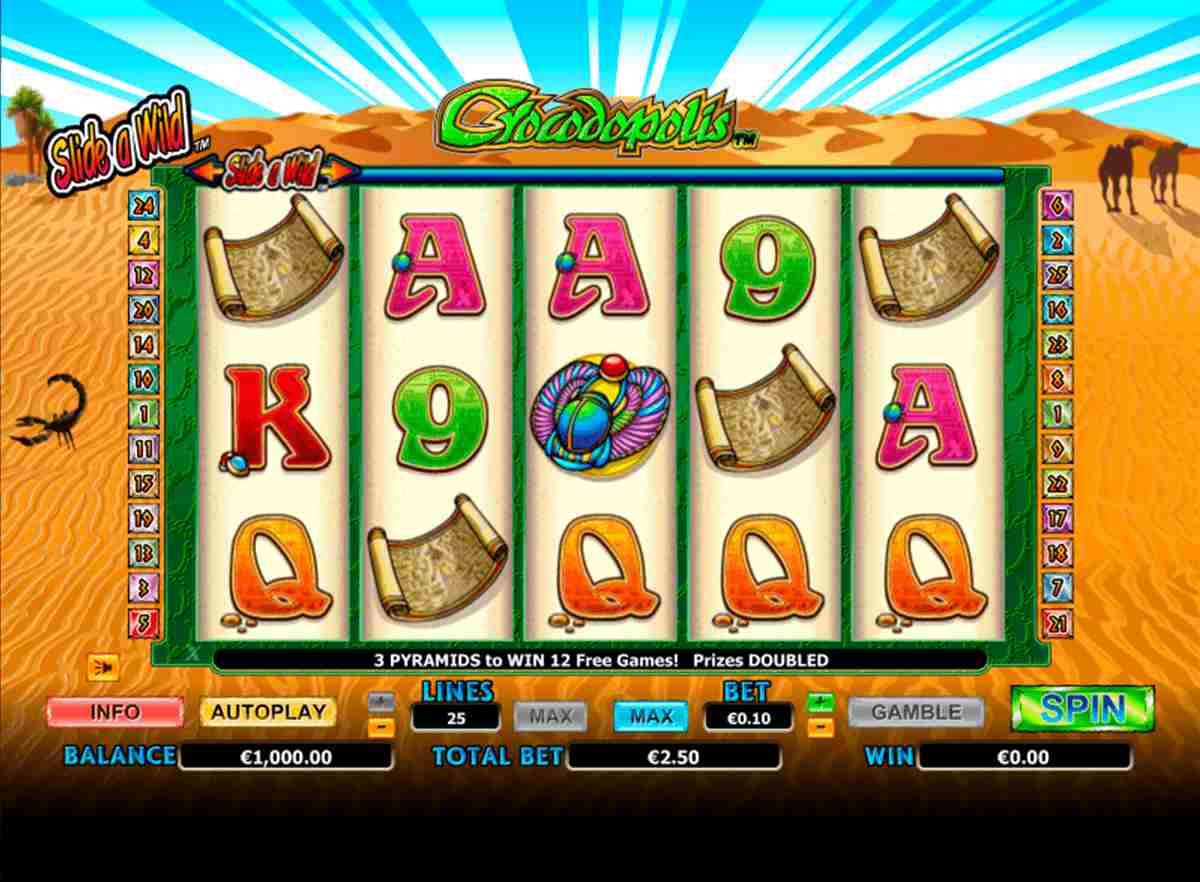 Crocodopolis™
Slide a Wild™
Slide a Wild
24
4
12
20
14
10
1
11
15
19
13
3
5
A
A
9
K
9
A
Q
Q
Q
Q
6
2
25
16
23
8
1
9
22
17
18
7
21
3 PYRAMIDS to WIN 12 Free Games! Prizes DOUBLED
LINES
BET
INFO
AUTOPLAY
+
-
25
MAX
MAX
€0.10
+
-
GAMBLE
SPIN
BALANCE
€1,000.00
TOTAL BET
€2.50
WIN
€0.00